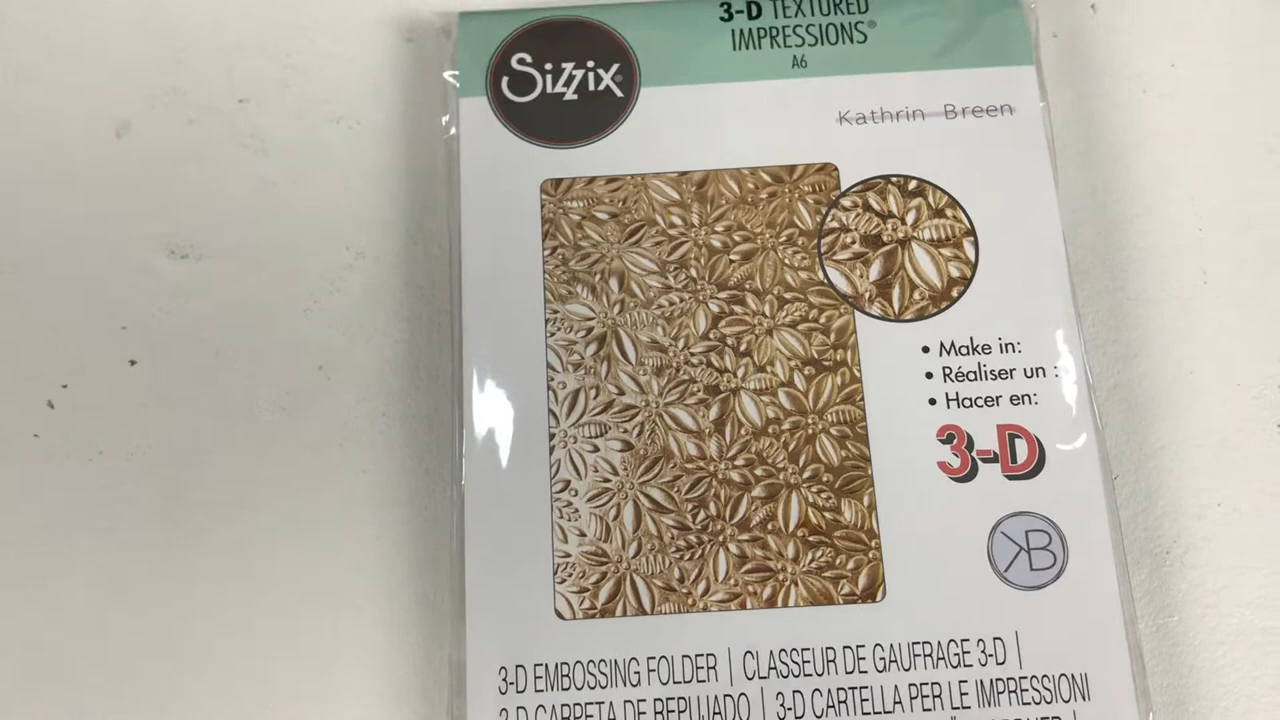 3-D TEXTURED
IMPRESSIONS®
A6
Sizzix®
Kathrin Breen
• Make in:
• Réaliser un :
• Hacer en:
3-D
KB
3-D EMBOSSING FOLDER | CLASSEUR DE GAUFRAGE 3-D |
3-D CARPETA DE REPUJADO | 3-D CARTELLA PER LE IMPRESSIONI